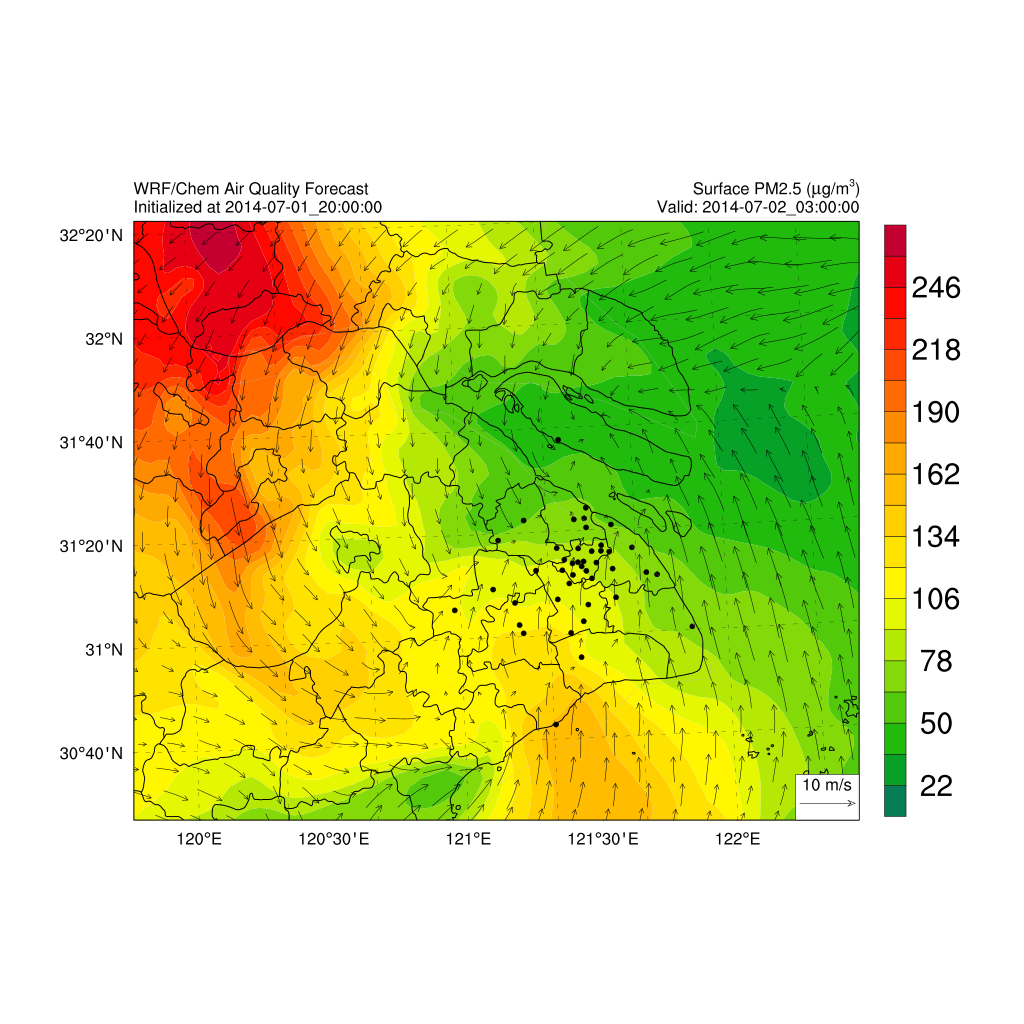 WRF/Chem Air Quality Forecast
Initialized at 2014-07-01_20:00:00
Surface PM2.5 (μg/m³)
Valid: 2014-07-02_03:00:00
32°20'N
32°N
31°40'N
31°20'N
31°N
30°40'N
120°E
120°30'E
121°E
121°30'E
122°E
10 m/s
246
218
190
162
134
106
78
50
22